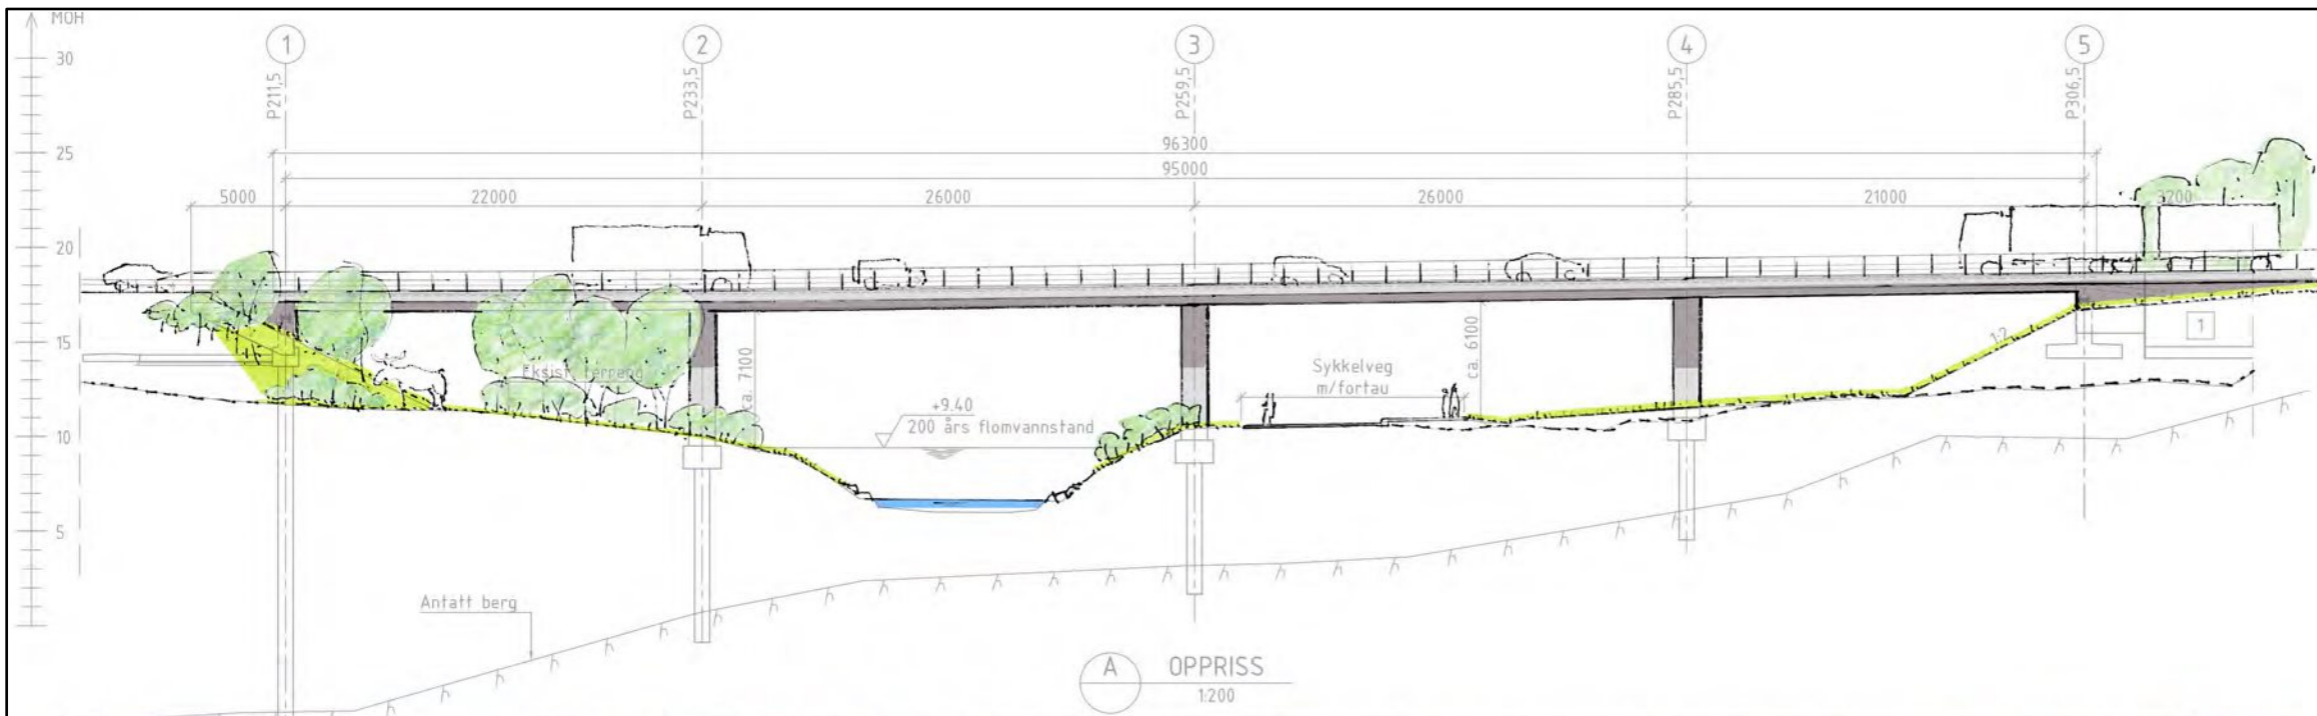 MOH
1
2
3
4
5
30
25
20
15
10
5
P211,5
P233,5
P259,5
P285,5
P306,5
96300
95000
5000
22000
26000
26000
21000
3200
Eksist. terreng
ca. 7100
ca. 6100
Sykkelveg
m/fortau
1:2
1
+9.40
200 års flomvannstand
Antatt berg
A
OPPRISS
1:200